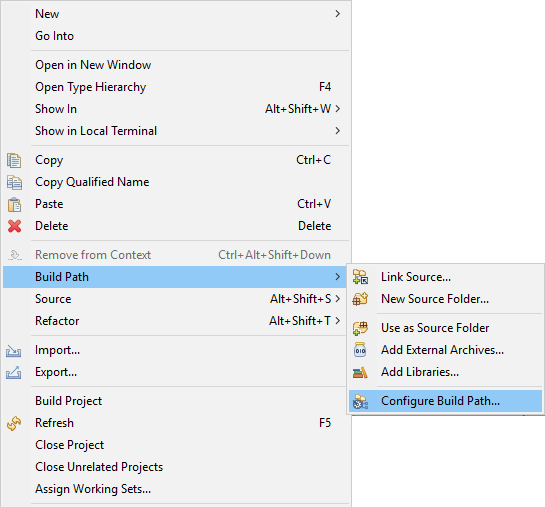 New
Go Into
Open in New Window
Open Type Hierarchy F4
Show In Alt+Shift+W
Show in Local Terminal
Copy Ctrl+C
Copy Qualified Name
Paste Ctrl+V
Delete Delete
Remove from Context Ctrl+Alt+Shift+Down
Build Path
Source Alt+Shift+S
Refactor Alt+Shift+T
Import...
Export...
Build Project
Refresh F5
Close Project
Close Unrelated Projects
Assign Working Sets...
Link Source...
New Source Folder...
Use as Source Folder
Add External Archives...
Add Libraries...
Configure Build Path...